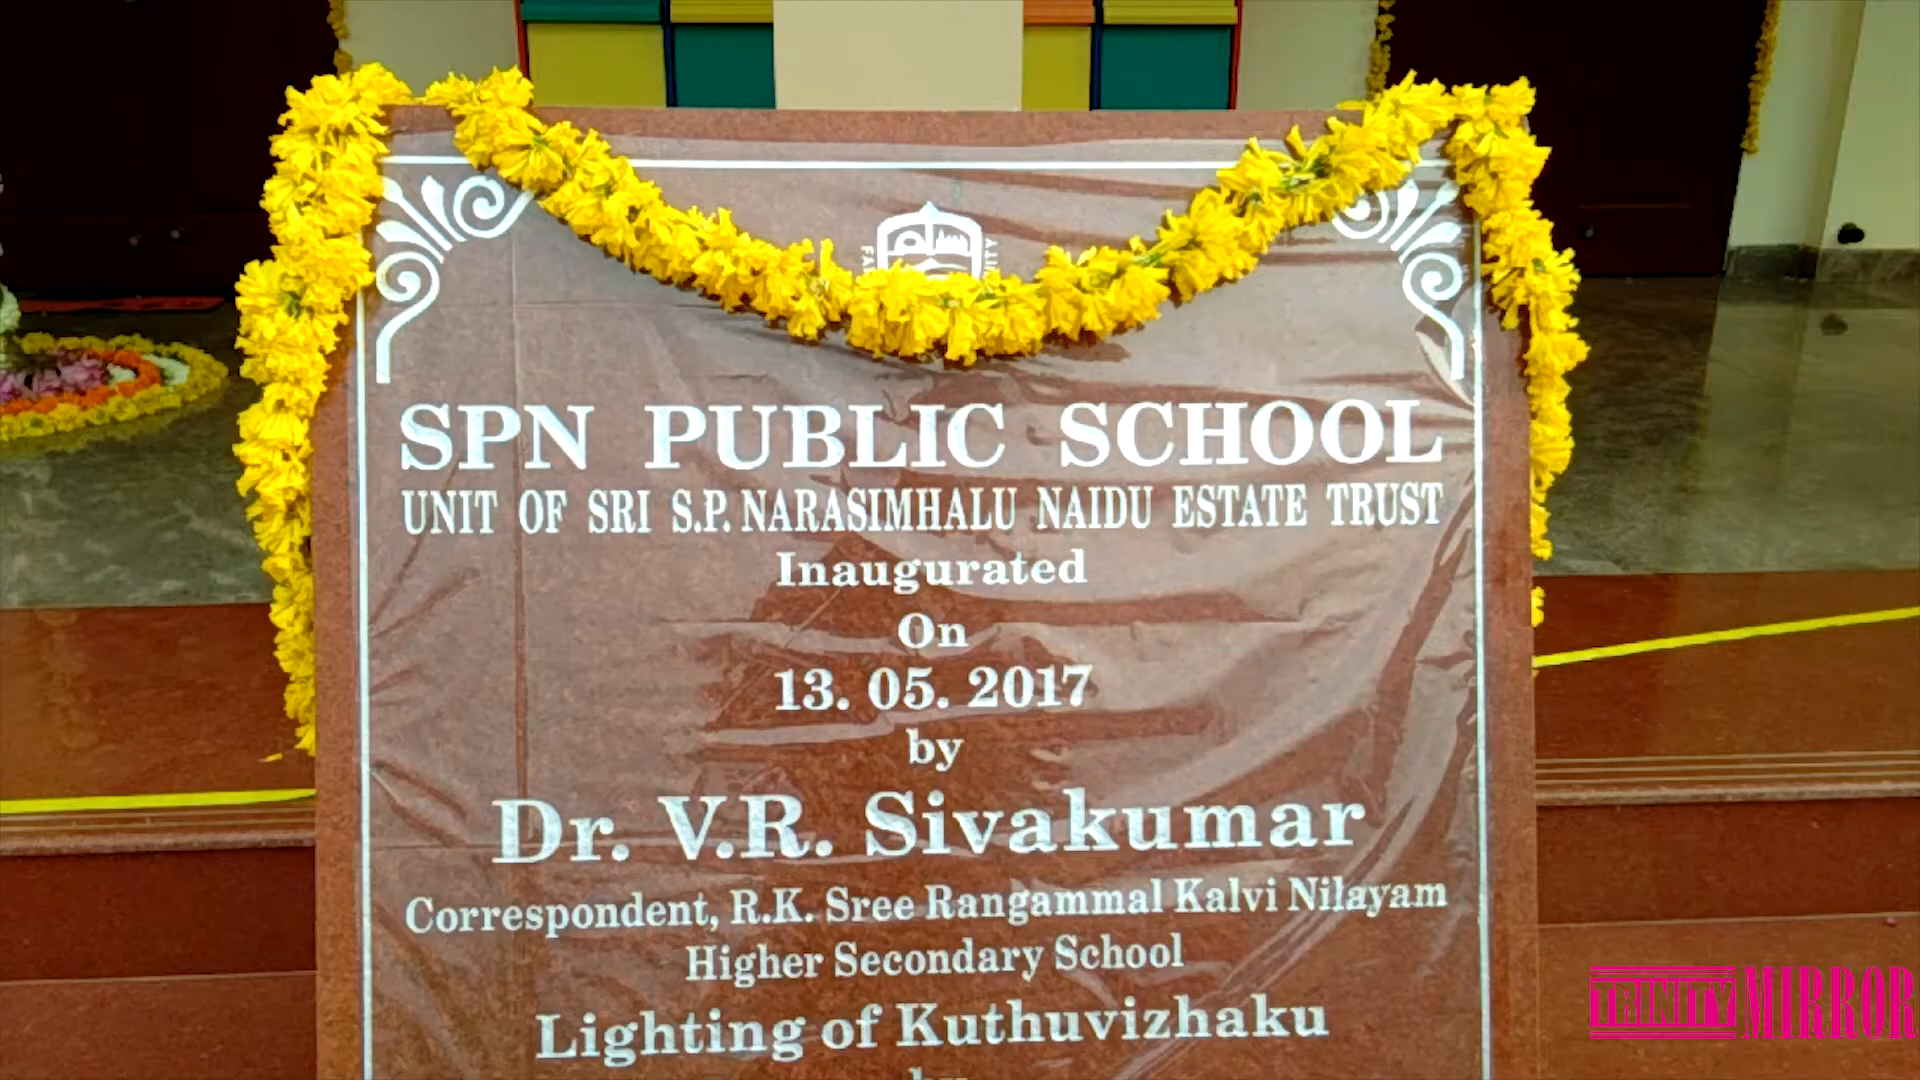 SPN PUBLIC SCHOOL
UNIT OF SRI S.P. NARASIMHALU NAIDU ESTATE TRUST
Inaugurated
On
13. 05. 2017
by
Dr. V.R. Sivakumar
Correspondent, R.K. Sree Rangammal Kalvi Nilayam
Higher Secondary School
Lighting of Kuthuvizhaku
by
TRINITY MIRROR